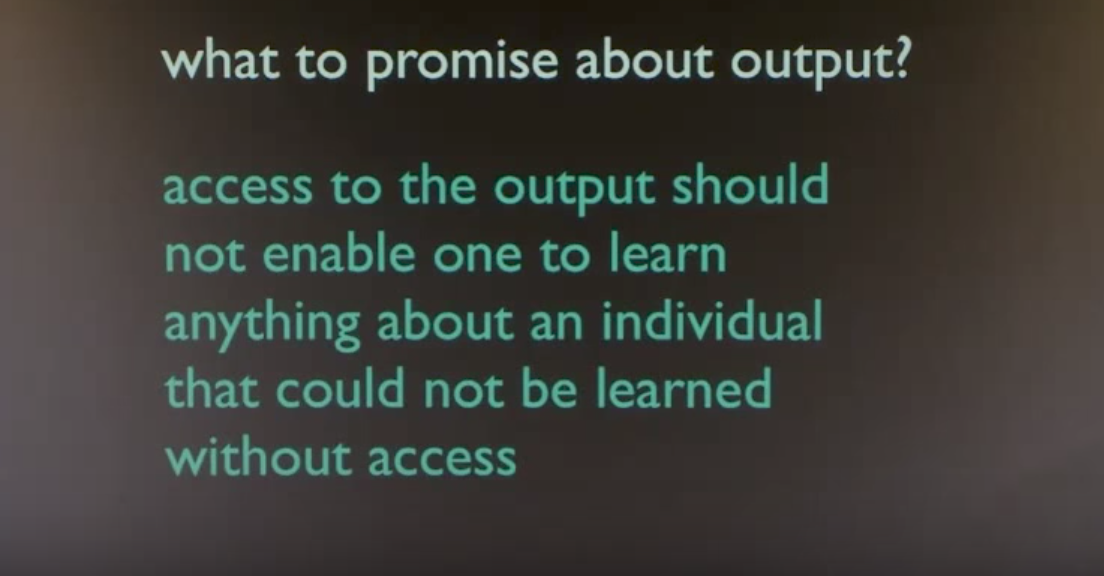 what to promise about output?
access to the output should
not enable one to learn
anything about an individual
that could not be learned
without access